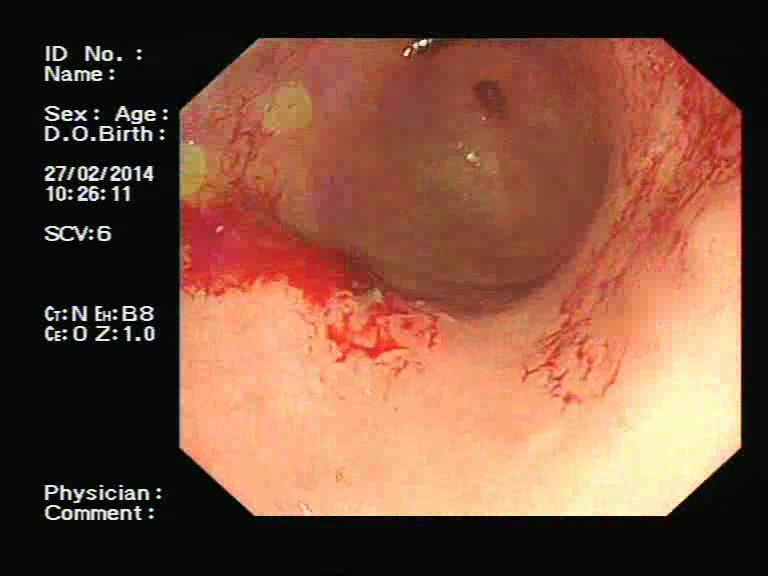 ID No. :
Name :
Sex : Age :
D.O.Birth :
27/02/2014
10:26:11
SCV:6
CT:N EH:B8
CE:0 Z:1.0
Physician :
Comment :